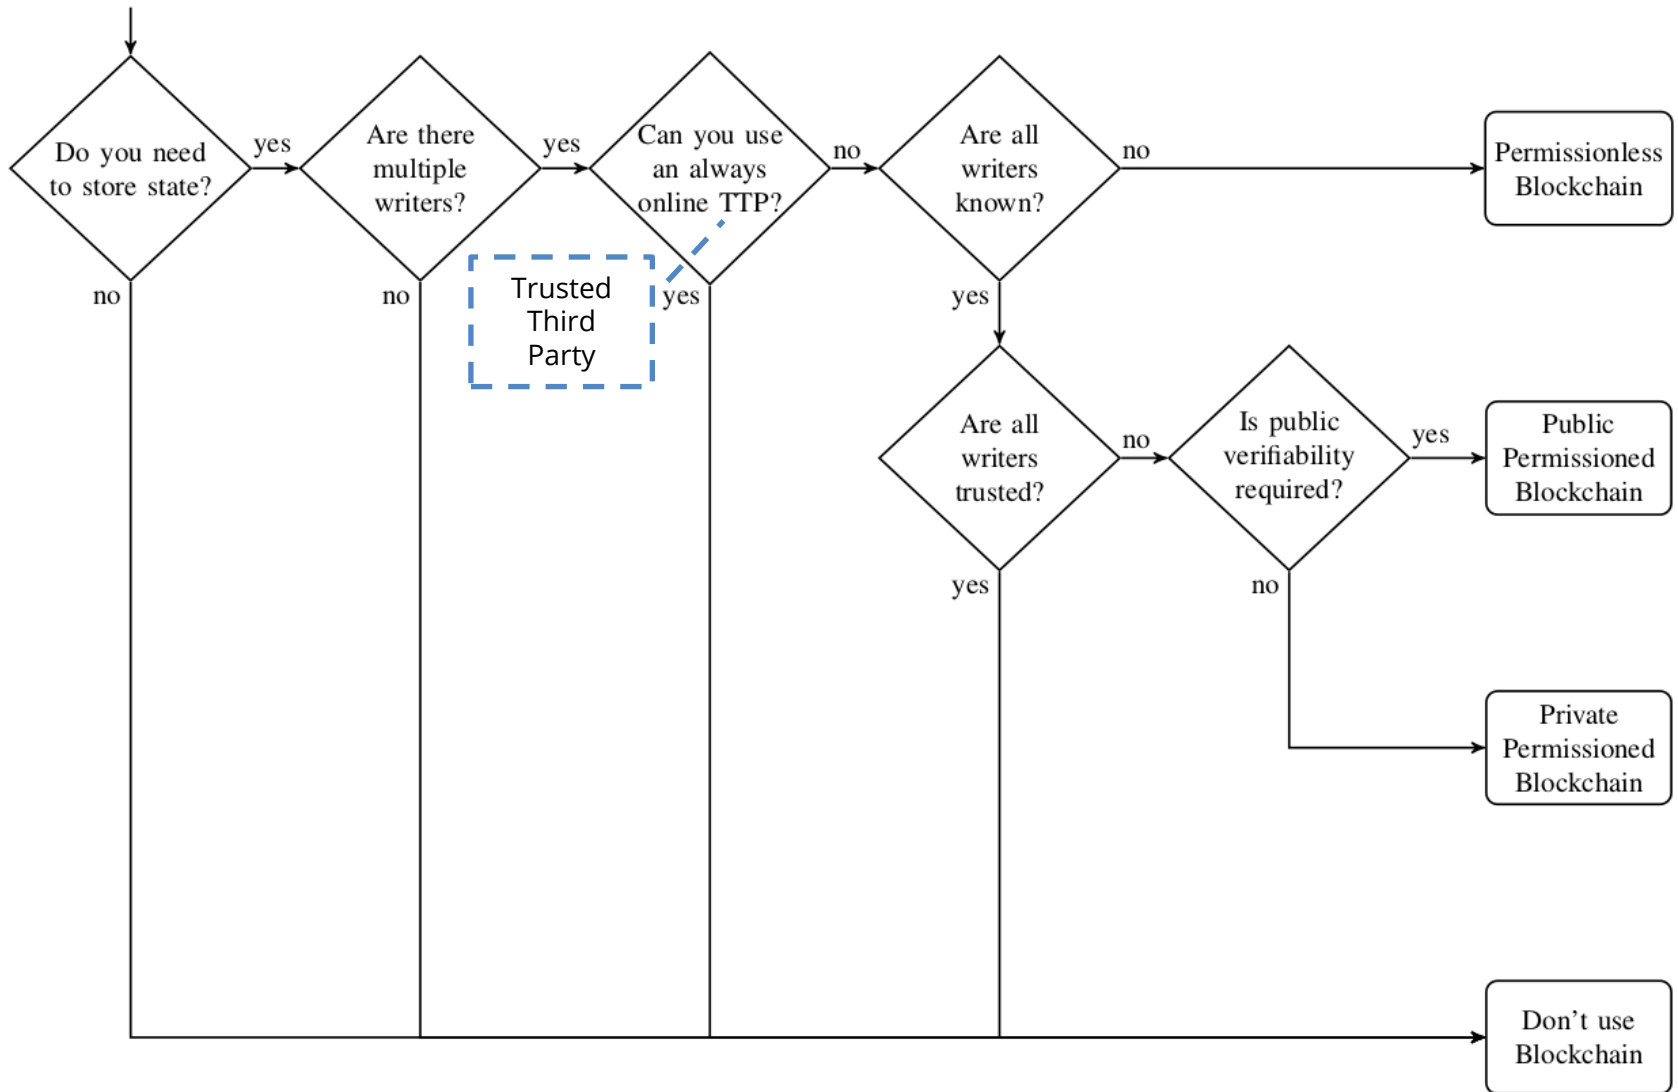 Do you need
to store state?
yes
no
Are there
multiple
writers?
yes
no
Can you use
an always
online TTP?
no
yes
Trusted
Third
Party
Are all
writers
known?
no
yes
Permissionless
Blockchain
Are all
writers
trusted?
no
yes
Is public
verifiability
required?
yes
no
Public
Permissioned
Blockchain
Private
Permissioned
Blockchain
Don't use
Blockchain